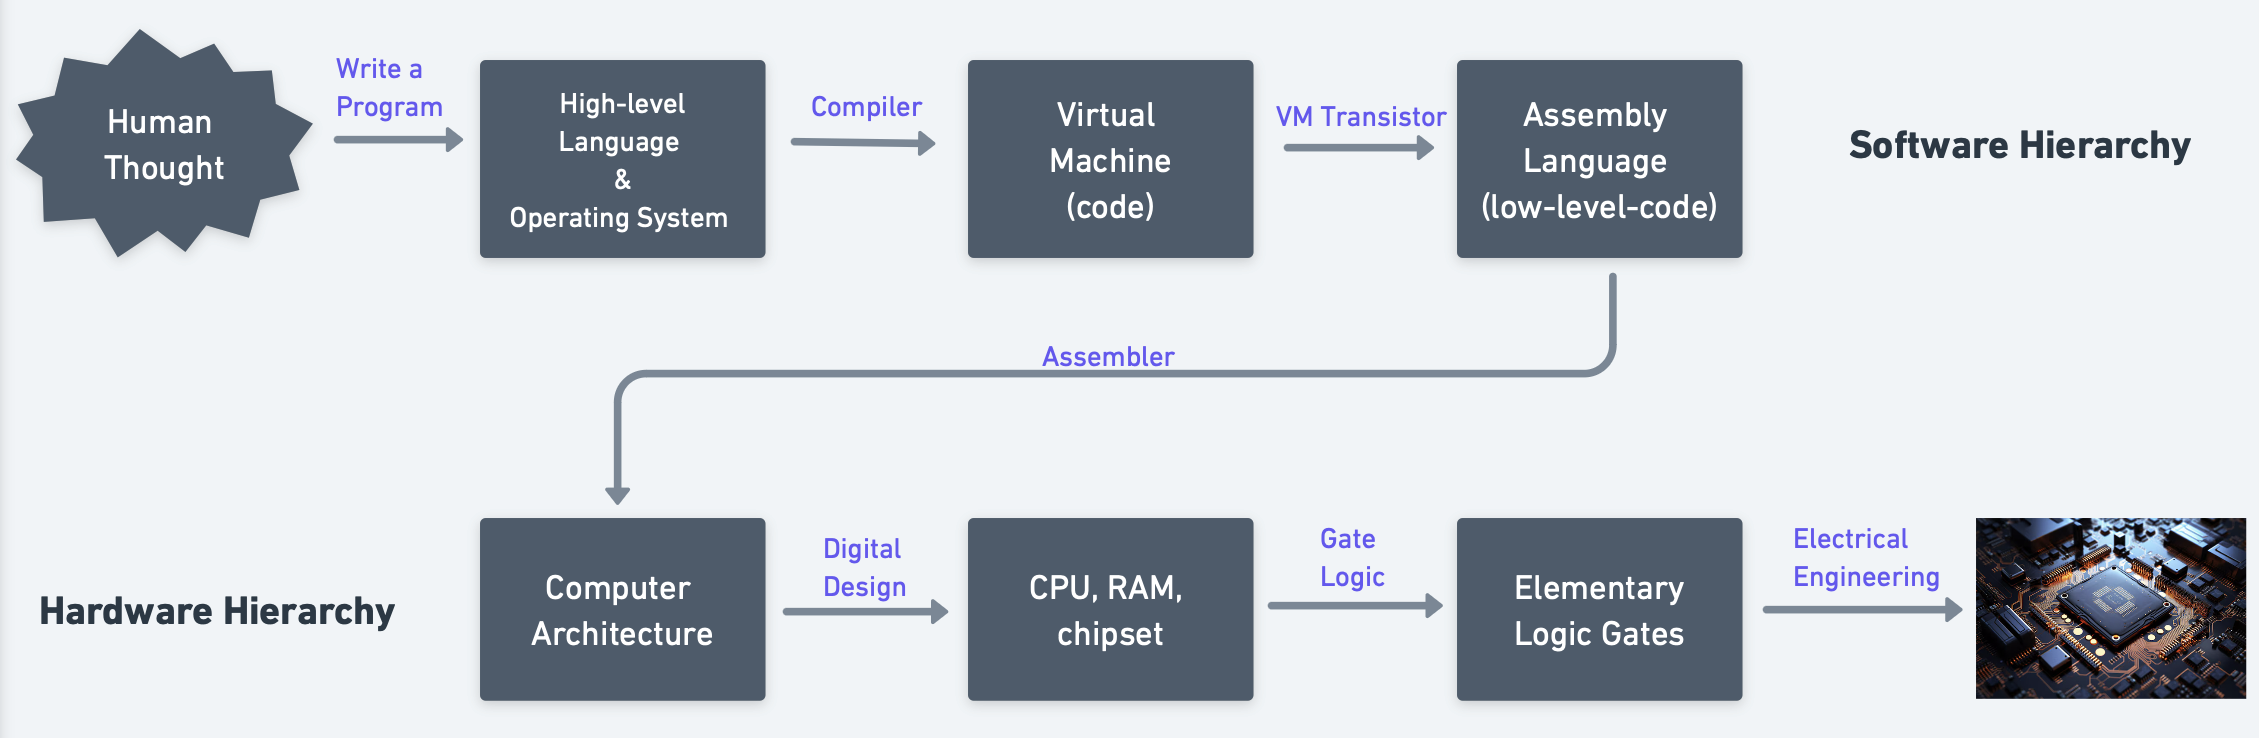 Human
Thought
Write a
Program
High-level
Language
&
Operating System
Compiler
Virtual
Machine
(code)
VM Transistor
Assembly
Language
(low-level-code)
Software Hierarchy
Assembler
Hardware Hierarchy
Computer
Architecture
Digital
Design
CPU, RAM,
chipset
Gate
Logic
Elementary
Logic Gates
Electrical
Engineering